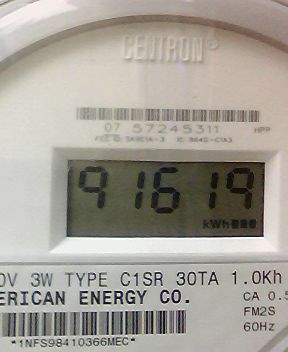 CENTRON®
07 57245311 HPP
91619
kWh
0V 3W TYPE C1SR 30TA 1.0Kh
ERICAN ENERGY CO. CA 0.5
FM2S
60Hz
*1NFS98410366MEC*